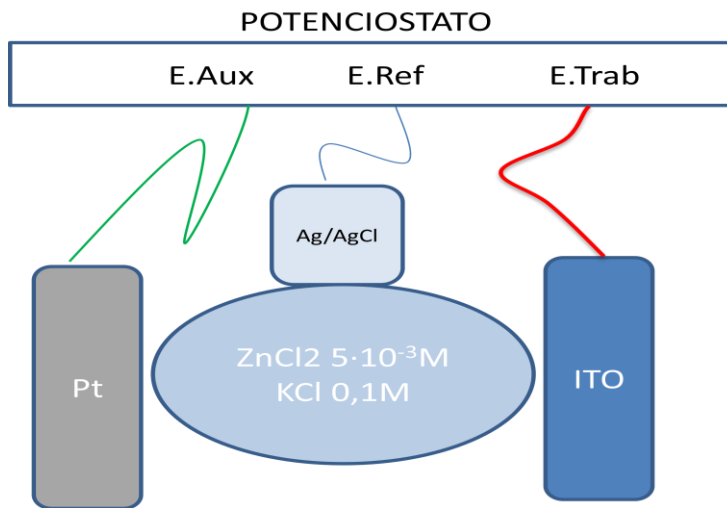 POTENCIOSTATO
E.Aux E.Ref E.Trab
Ag/AgCl
ZnCl2 5·10⁻³M
KCl 0,1M
Pt
ITO